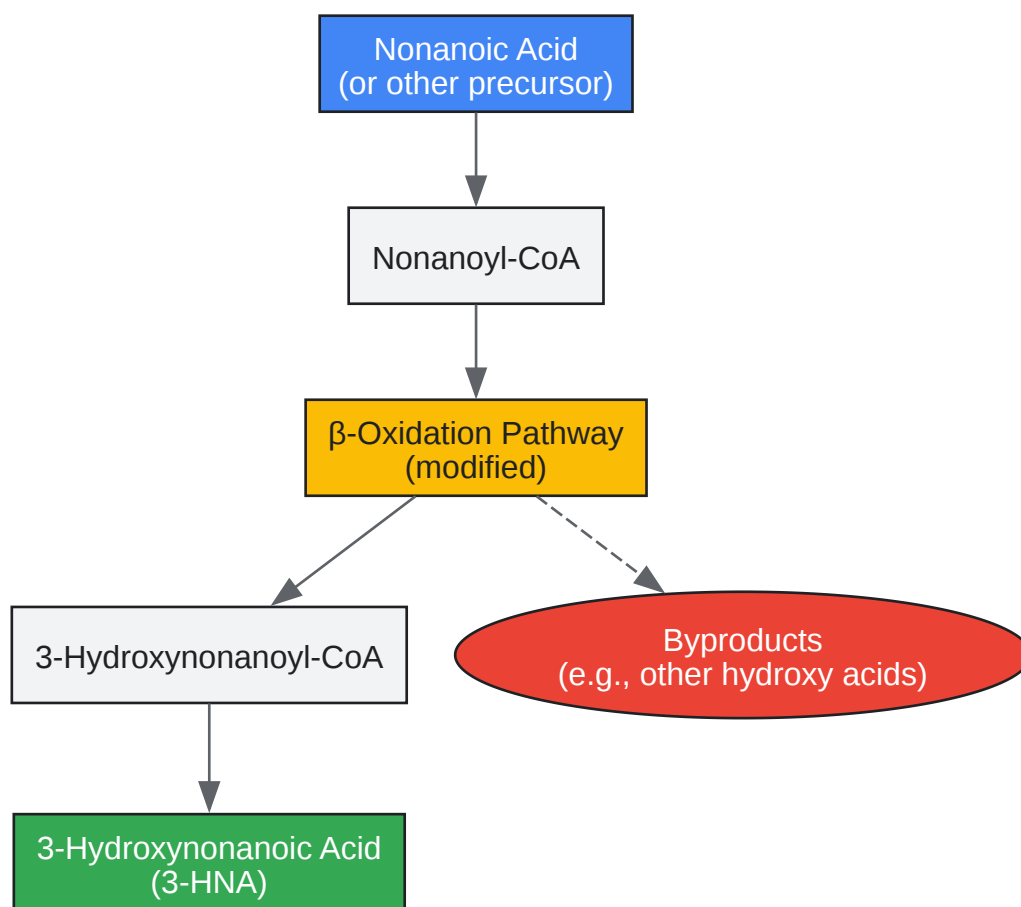 Nonanoic Acid
(or other precursor)
Nonanoyl-CoA
β-Oxidation Pathway
(modified)
3-Hydroxynonanoyl-CoA
Byproducts
(e.g., other hydroxy acids)
3-Hydroxynonanoic Acid
(3-HNA)